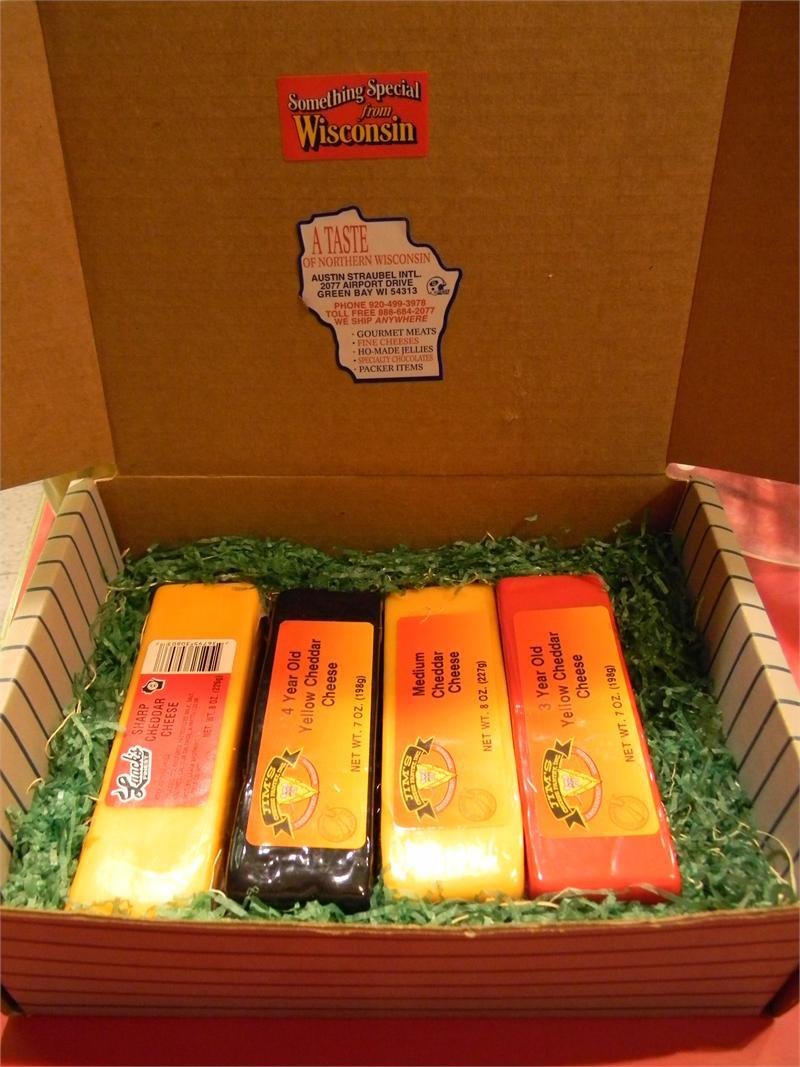 Something Special
from
Wisconsin
A TASTE
OF NORTHERN WISCONSIN
AUSTIN STRAUBEL INTL.
2077 AIRPORT DRIVE
GREEN BAY WI 54313
PHONE 920-499-3978
TOLL FREE 888-684-2077
WE SHIP ANYWHERE
· GOURMET MEATS
· FINE CHEESES
· HO-MADE JELLIES
· SPECIALTY CHOCOLATES
· PACKER ITEMS
SHARP
CHEDDAR
CHEESE
NET WT. 8 OZ. (226g)
4 Year Old
Yellow Cheddar
Cheese
NET WT. 7 OZ. (198g)
JIM'S
Medium
Cheddar
Cheese
NET WT. 8 OZ. (227g)
JIM'S
3 Year Old
Yellow Cheddar
Cheese
NET WT. 7 OZ. (198g)
JIM'S